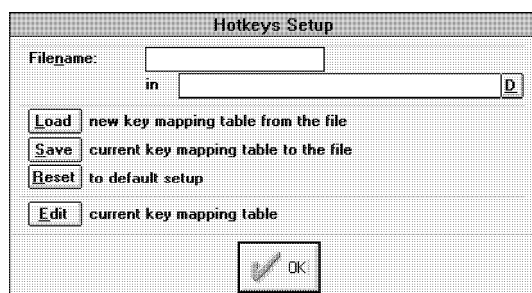 Hotkeys Setup
Filename:
in D
Load new key mapping table from the file
Save current key mapping table to the file
Reset to default setup
Edit current key mapping table
OK